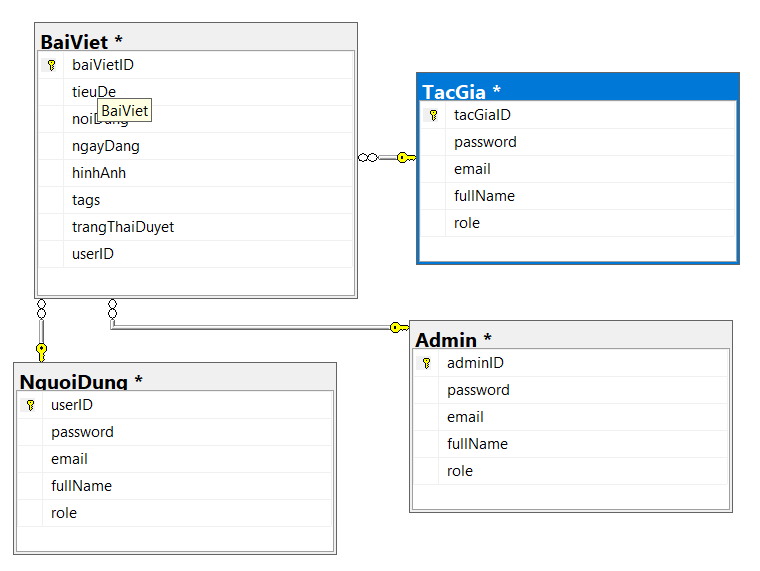 BaiViet *
baiVietID
tieuDe
BaiViet
noiDung
ngayDang
hinhAnh
tags
trangThaiDuyet
userID
TacGia *
tacGiaID
password
email
fullName
role
NguoiDung *
userID
password
email
fullName
role
Admin *
adminID
password
email
fullName
role